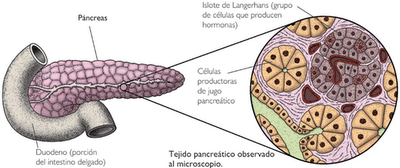 Páncreas
Islote de Langerhans (grupo
de células que producen
hormonas)
Células
productoras
de jugo
pancreático
Duodeno (porción
del intestino delgado)
Tejido pancreático observado
al microscopio.